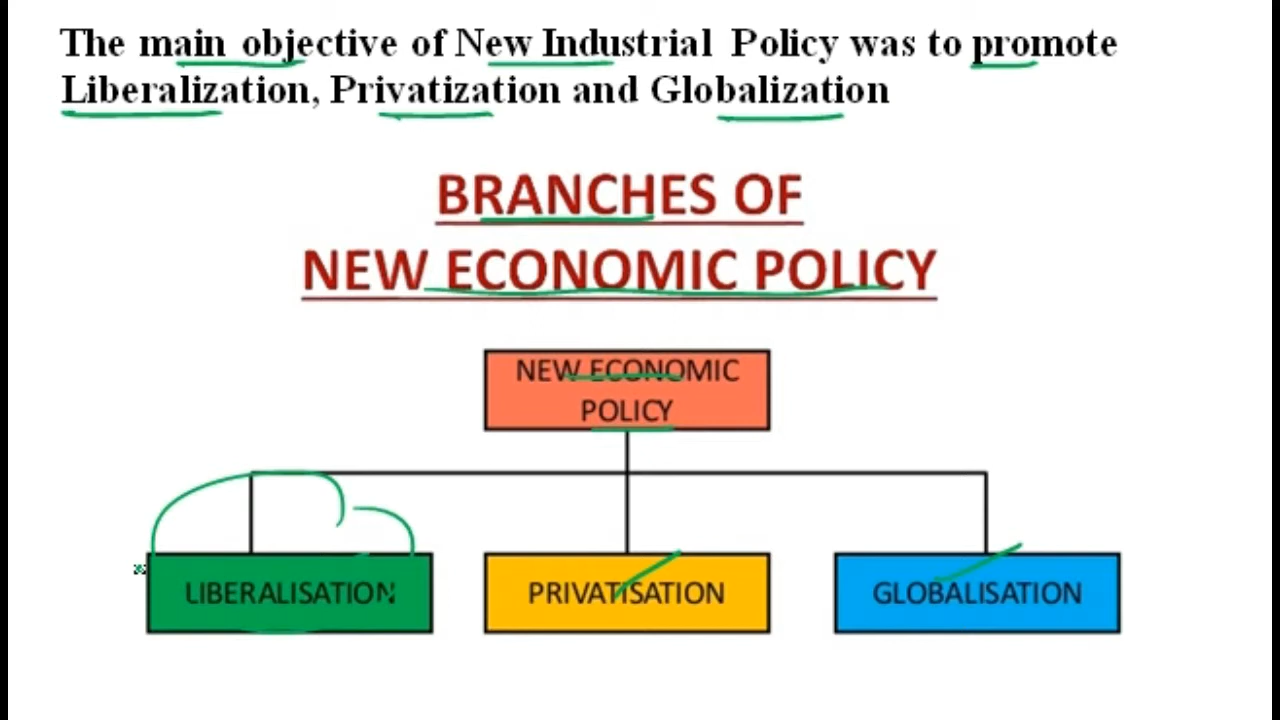 The main objective of New Industrial Policy was to promote
Liberalization, Privatization and Globalization
BRANCHES OF
NEW ECONOMIC POLICY
NEW ECONOMIC
POLICY
LIBERALISATION
PRIVATISATION
GLOBALISATION